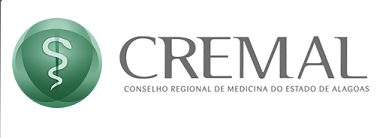 CREMAL
CONSELHO REGIONAL DE MEDICINA DO ESTADO DE ALAGOAS